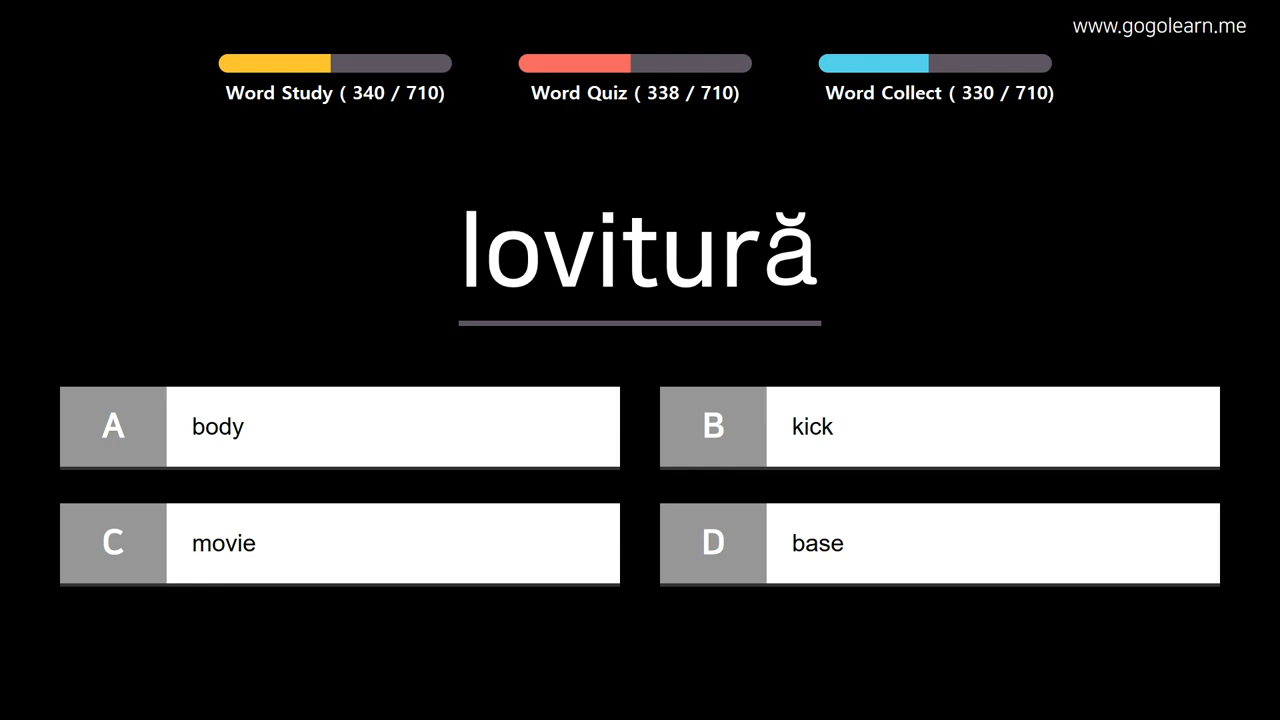 www.gogolearn.me
Word Study ( 340 / 710)
Word Quiz ( 338 / 710)
Word Collect ( 330 / 710)
lovitură
A body
B kick
C movie
D base